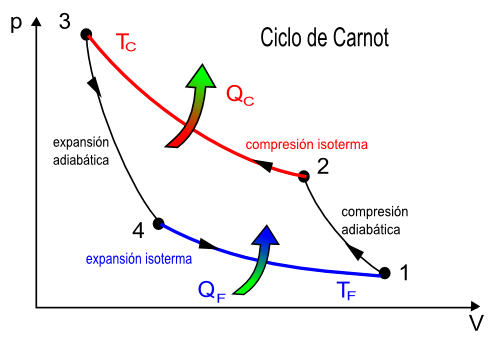 p
3
T_C
Ciclo de Carnot
Q_C
expansión
adiabática
compresión isoterma
2
compresión
adiabática
4
expansión isoterma
1
Q_F
T_F
V